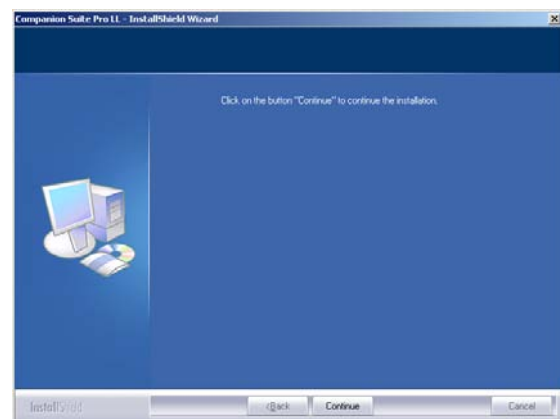 Companion Suite Pro LL - InstallShield Wizard
Click on the button "Continue" to continue the installation.
InstallShield
< Back
Continue
Cancel